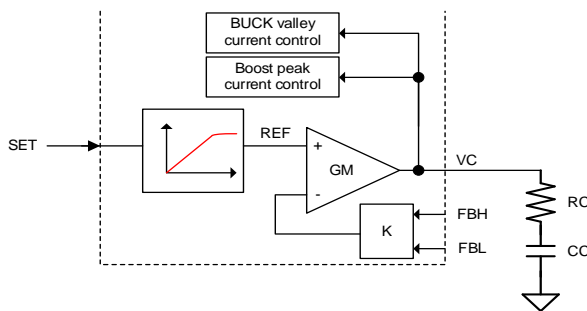 BUCK valley
current control
Boost peak
current control
SET
REF
+
GM
-
VC
K
FBH
FBL
RC
CC